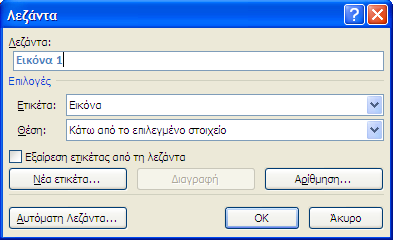 Λεζάντα
Λεζάντα:
Εικόνα 1
Επιλογές
Ετικέτα: Εικόνα
Θέση: Κάτω από το επιλεγμένο στοιχείο
Εξαίρεση ετικέτας από τη λεζάντα
Νέα ετικέτα... Διαγραφή Αρίθμηση...
Αυτόματη Λεζάντα... OK Άκυρο